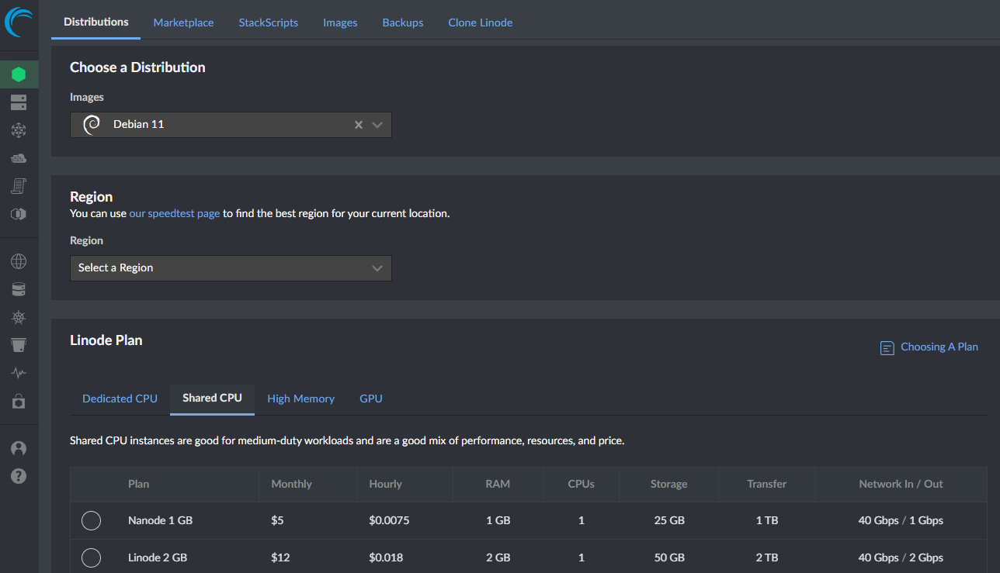 Distributions Marketplace StackScripts Images Backups Clone Linode
Choose a Distribution
Images
Debian 11
Region
You can use our speedtest page to find the best region for your current location.
Region
Select a Region
Linode Plan
Choosing A Plan
Dedicated CPU Shared CPU High Memory GPU
Shared CPU instances are good for medium-duty workloads and are a good mix of performance, resources, and price.
Plan Monthly Hourly RAM CPUs Storage Transfer Network In / Out
Nanode 1 GB $5 $0.0075 1 GB 1 25 GB 1 TB 40 Gbps / 1 Gbps
Linode 2 GB $12 $0.018 2 GB 1 50 GB 2 TB 40 Gbps / 2 Gbps